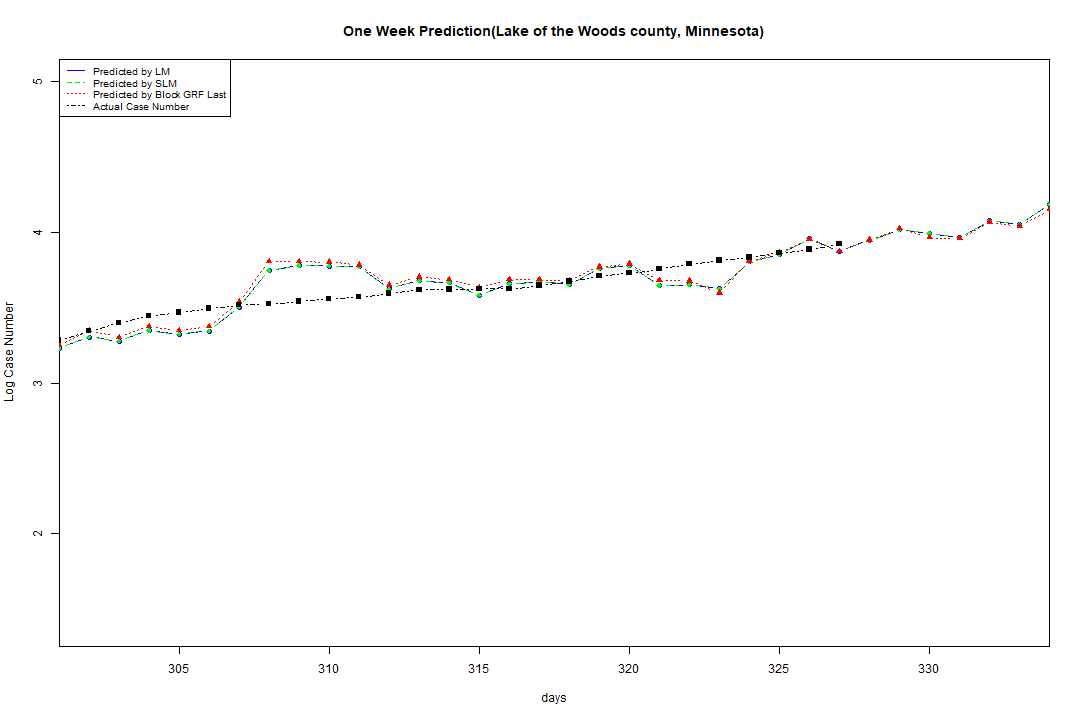 One Week Prediction(Lake of the Woods county, Minnesota)
Predicted by LM
Predicted by SLM
Predicted by Block GRF Last
Actual Case Number
5
4
3
2
Log Case Number
305 310 315 320 325 330
days